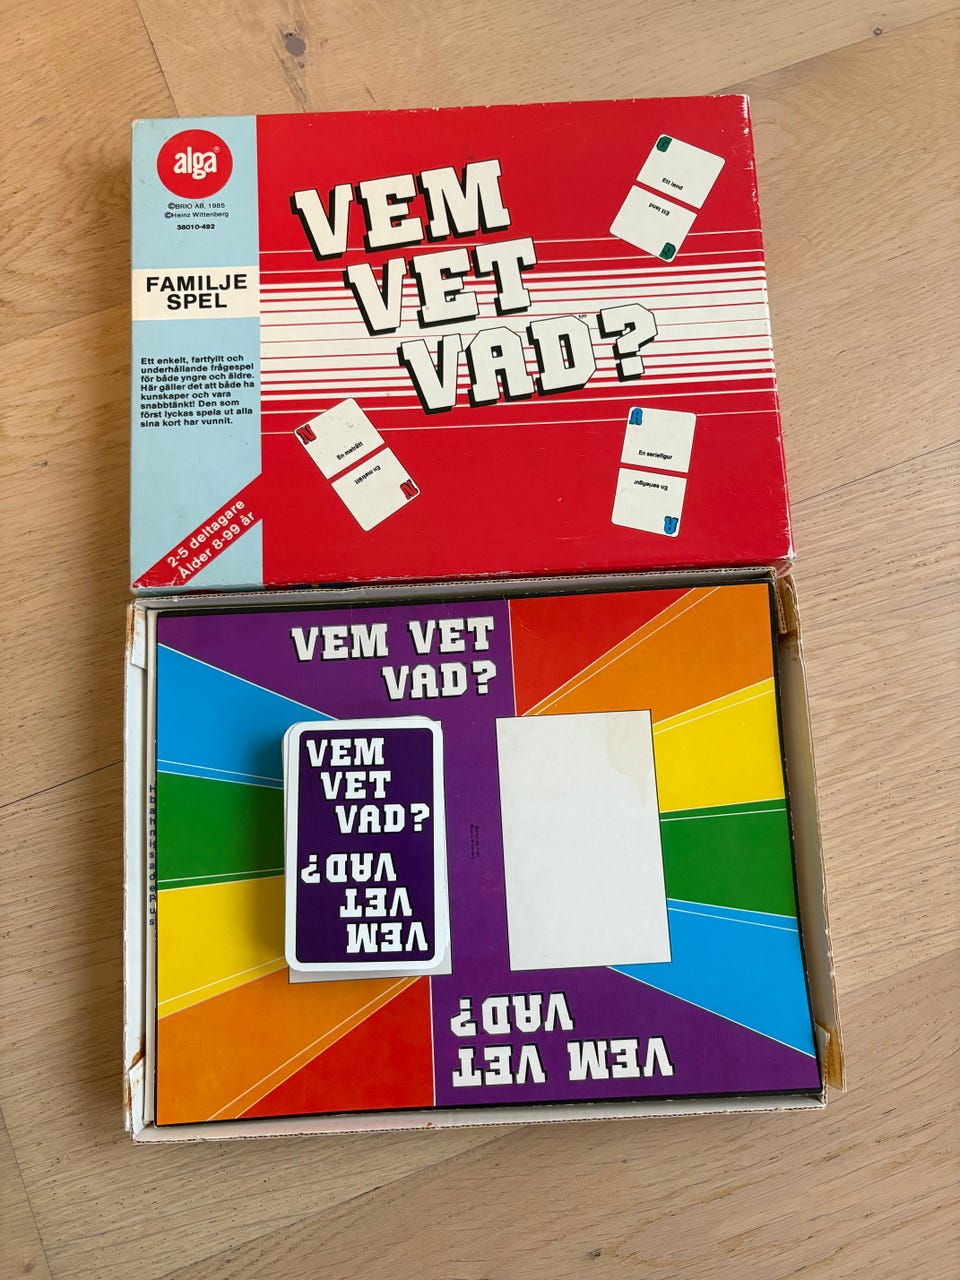 alga®
©BRIO AB, 1985
©Heinz Wittenberg
38010-492
FAMILJE
SPEL
Ett enkelt, fartfyllt och
underhållande frågespel
för både yngre och äldre.
Här gäller det att både ha
kunskaper och vara
snabbtänkt! Den som
först lyckas spela ut alla
sina kort har vunnit.
2-5 deltagare
Ålder 8-99 år
VEM
VET
VAD?
G
Ett land
Ett land
G
N
En maträtt
En maträtt
N
A
En seriefigur
En seriefigur
A
VEM VET
VAD?
VEM
VET
VAD?
VEM
VET
VAD?
VEM VET
VAD?